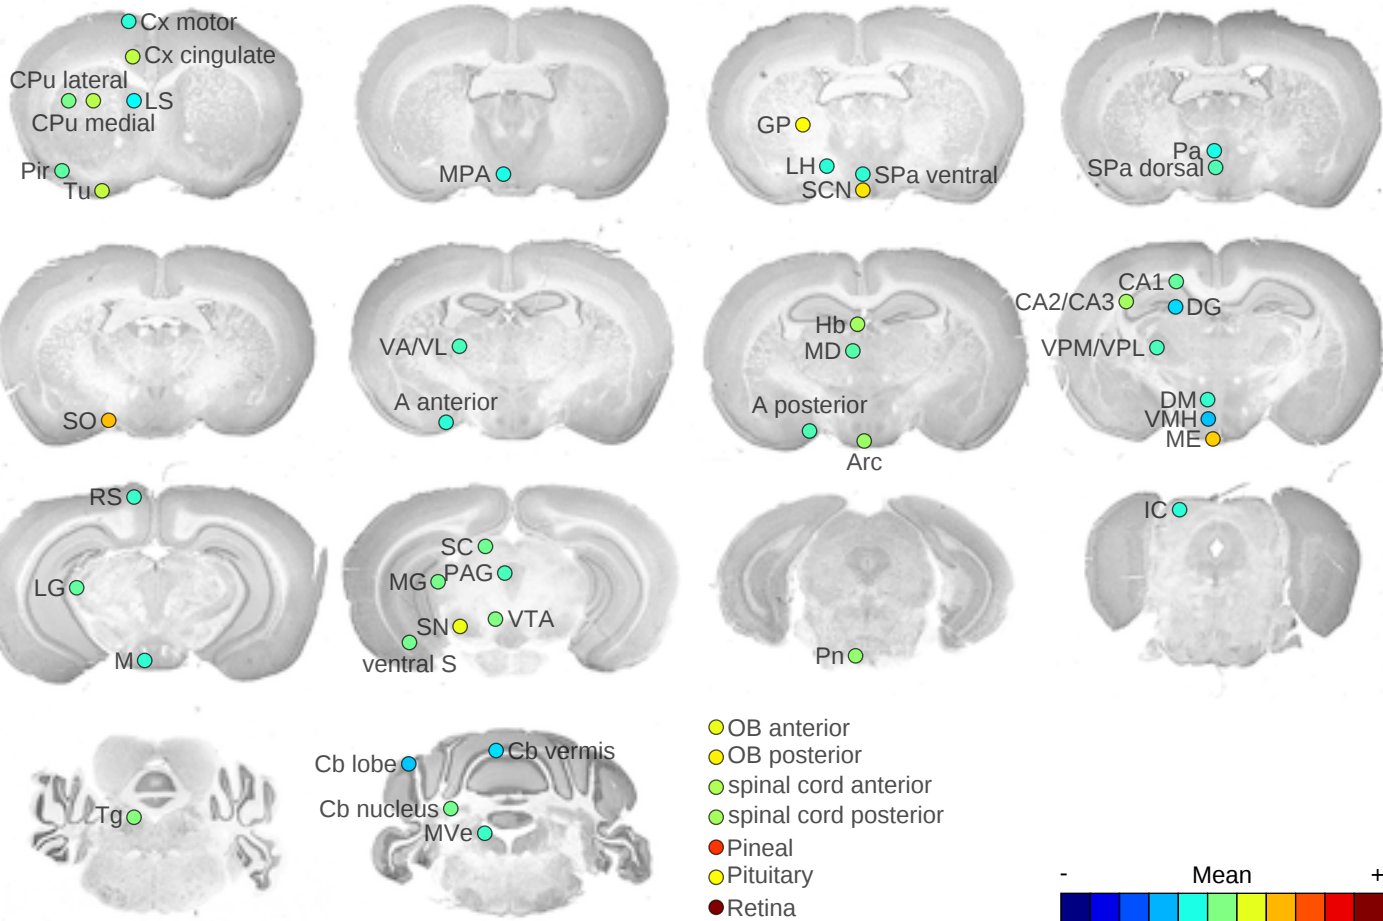 Cx motor
Cx cingulate
CPu lateral
LS
CPu medial
Pir
Tu
MPA
GP
LH
SPa ventral
SCN
Pa
SPa dorsal
SO
VA/VL
A anterior
Hb
MD
A posterior
Arc
CA1
CA2/CA3
DG
VPM/VPL
DM
VMH
ME
RS
LG
M
SC
MG
PAG
SN
VTA
ventral S
Pn
IC
Tg
Cb lobe
Cb vermis
Cb nucleus
MVe
OB anterior
OB posterior
spinal cord anterior
spinal cord posterior
Pineal
Pituitary
Retina
- Mean +